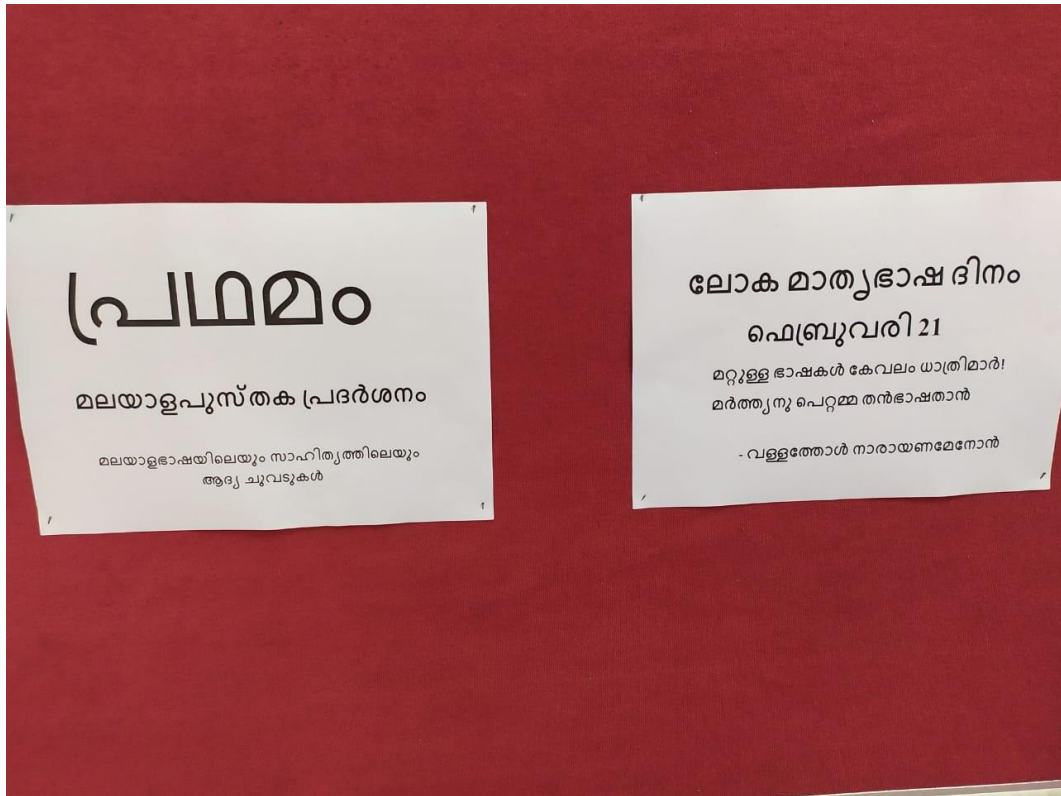 പ്രഥമം
മലയാളപുസ്തക പ്രദർശനം
മലയാളഭാഷയിലെയും സാഹിത്യത്തിലെയും
ആദ്യ ചുവടുകൾ
ലോക മാതൃഭാഷ ദിനം
ഫെബ്രുവരി 21
മറ്റുള്ള ഭാഷകൾ കേവലം ധാത്രിമാർ!
മർത്ത്യനു പെറ്റമ്മ തൻഭാഷതാൻ
- വള്ളത്തോൾ നാരായണമേനോൻ